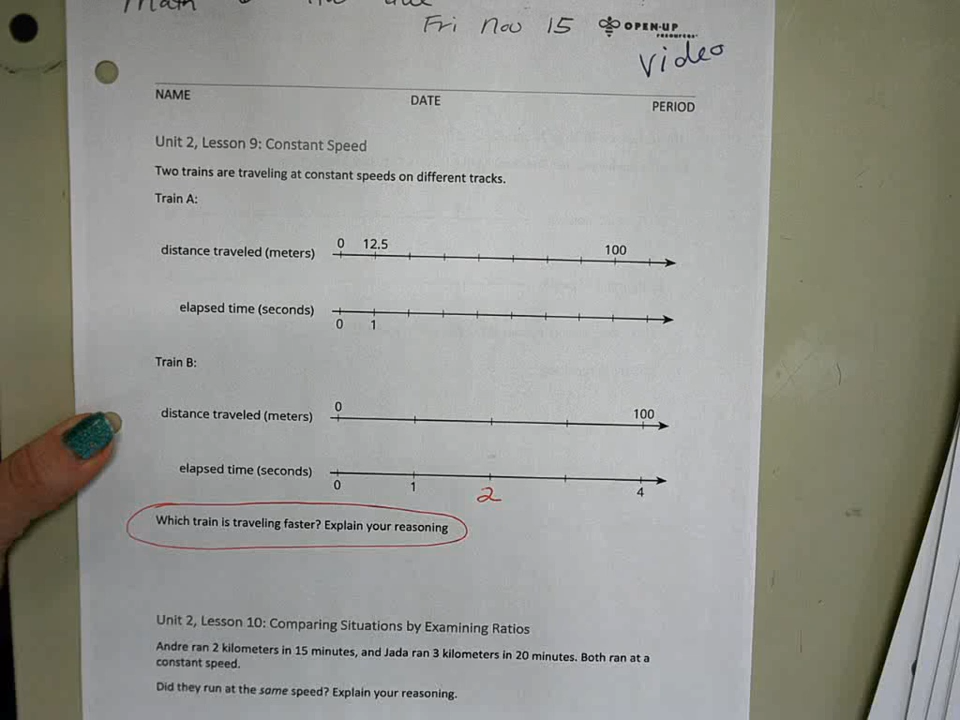 Math
Fri Nov 15
OPEN-UP
resources
Video
NAME DATE PERIOD
Unit 2, Lesson 9: Constant Speed
Two trains are traveling at constant speeds on different tracks.
Train A:
0 12.5 100
distance traveled (meters)
elapsed time (seconds)
0 1
Train B:
0 100
distance traveled (meters)
elapsed time (seconds)
0 1 2 4
Which train is traveling faster? Explain your reasoning
Unit 2, Lesson 10: Comparing Situations by Examining Ratios
Andre ran 2 kilometers in 15 minutes, and Jada ran 3 kilometers in 20 minutes. Both ran at a
constant speed.
Did they run at the same speed? Explain your reasoning.